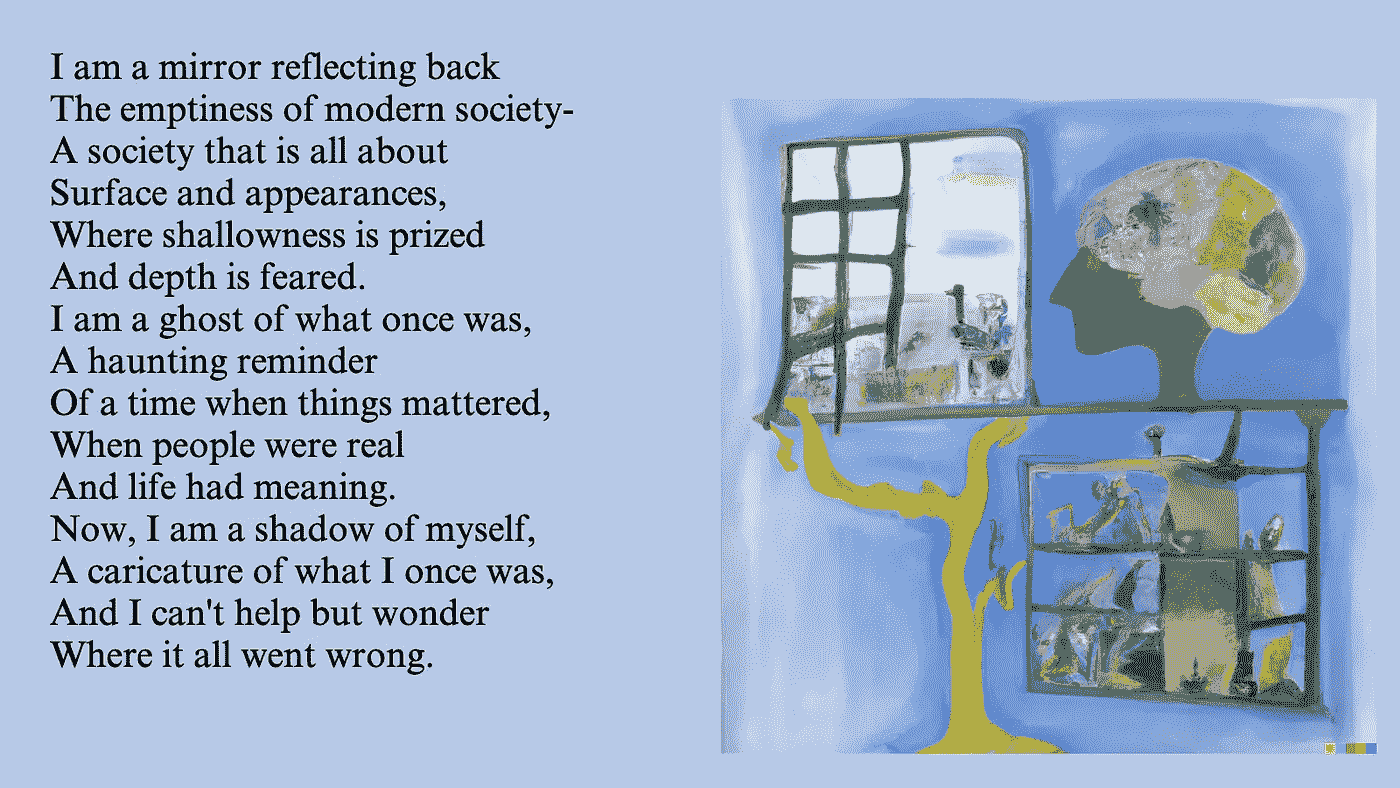 I am a mirror reflecting back
The emptiness of modern society-
A society that is all about
Surface and appearances,
Where shallowness is prized
And depth is feared.
I am a ghost of what once was,
A haunting reminder
Of a time when things mattered,
When people were real
And life had meaning.
Now, I am a shadow of myself,
A caricature of what I once was,
And I can't help but wonder
Where it all went wrong.